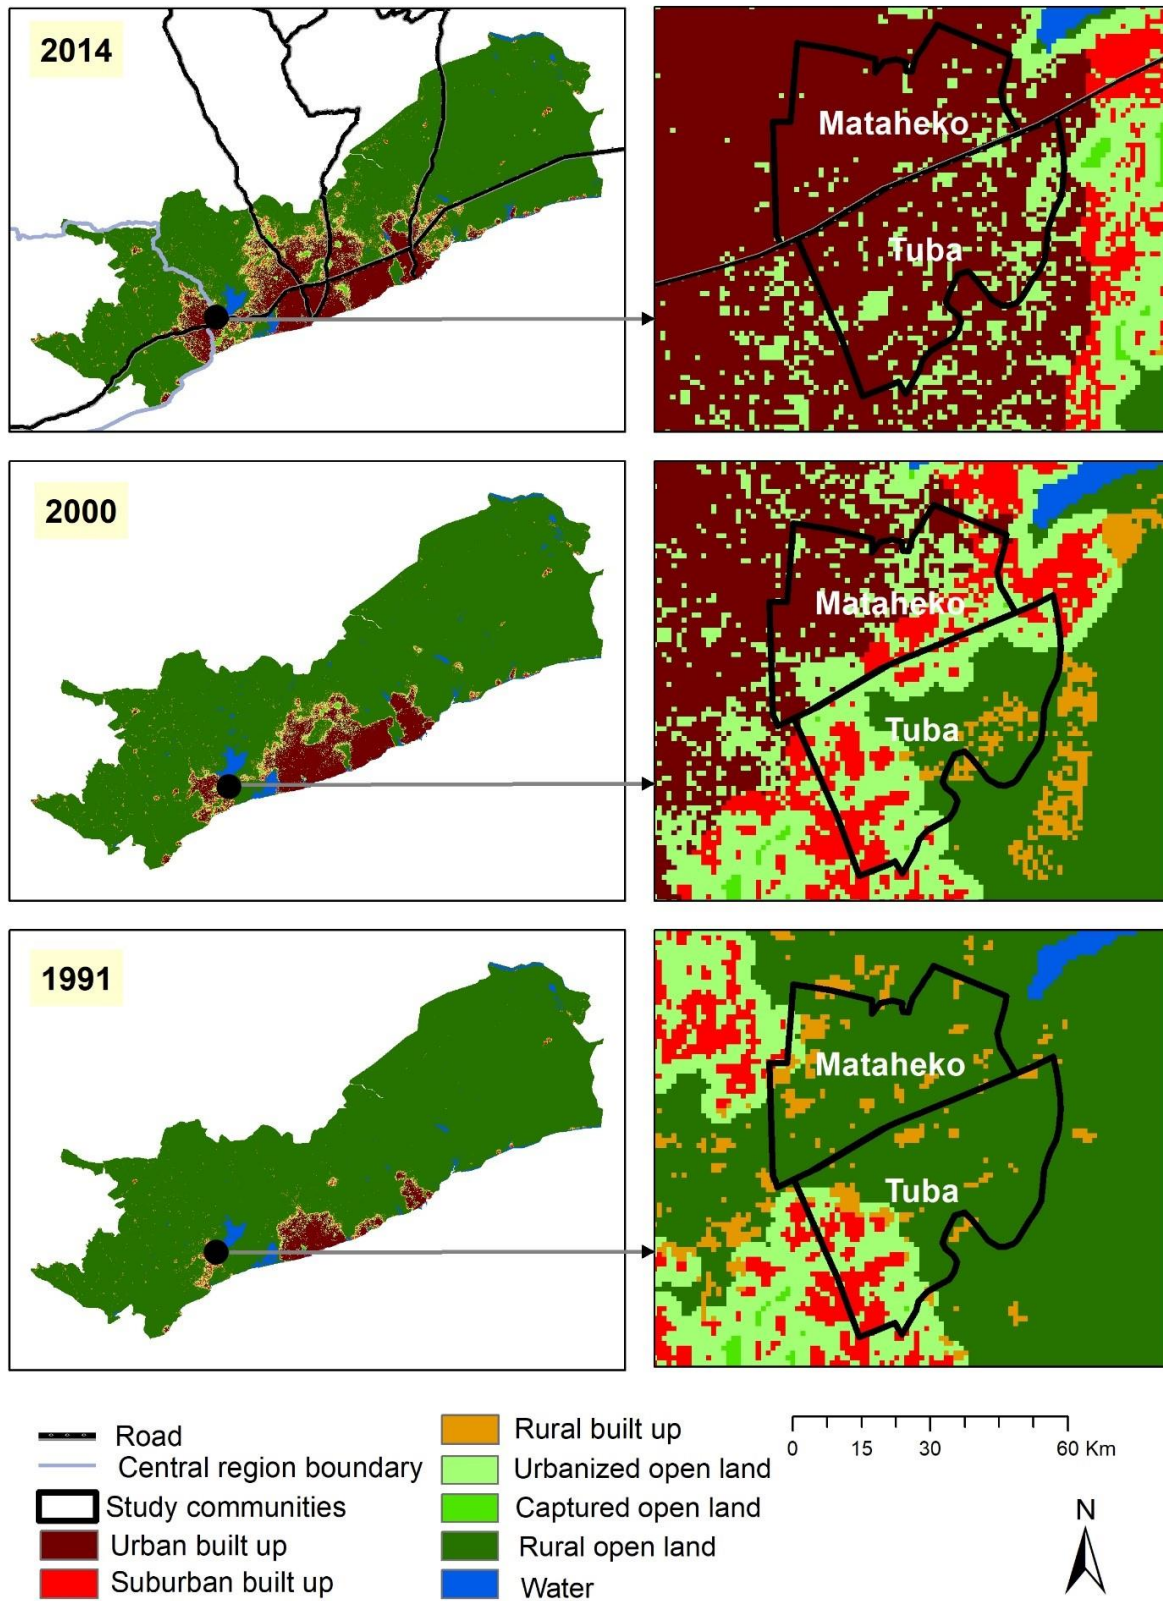 2014
Mataheko
Tuba
2000
Mataheko
Tuba
1991
Mataheko
Tuba
Road
Central region boundary
Study communities
Urban built up
Suburban built up
Rural built up
Urbanized open land
Captured open land
Rural open land
Water
0 15 30 60 Km
N